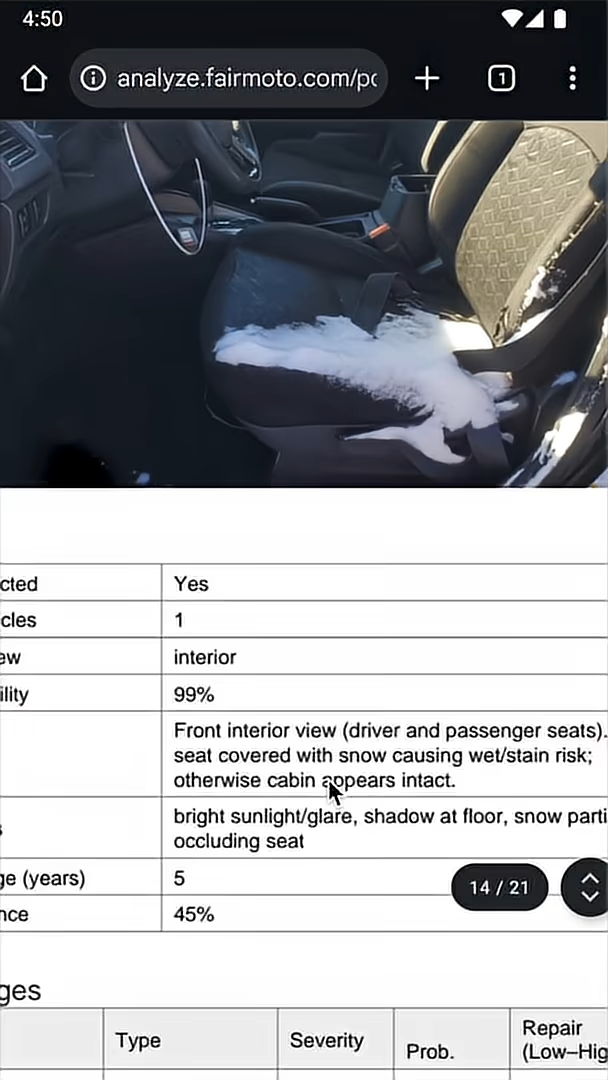 4:50
analyze.fairmoto.com/pc
cted
Yes
cles
1
ew
interior
ility
99%
Front interior view (driver and passenger seats).
seat covered with snow causing wet/stain risk;
otherwise cabin appears intact.
s
bright sunlight/glare, shadow at floor, snow parti
occluding seat
ge (years)
5
14 / 21
nce
45%
ges
Type
Severity
Prob.
Repair
(Low–Hig